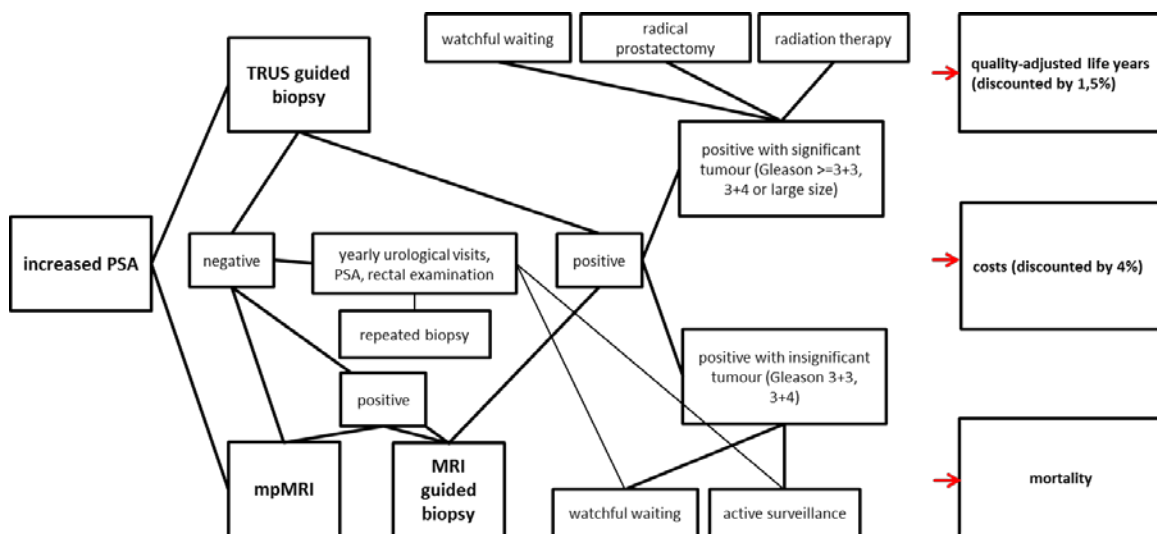 watchful waiting
radical
prostatectomy
radiation therapy
TRUS guided
biopsy
quality-adjusted life years
(discounted by 1,5%)
positive with significant
tumour (Gleason >=3+3,
3+4 or large size)
increased PSA
negative
yearly urological visits,
PSA, rectal examination
positive
costs (discounted by 4%)
repeated biopsy
positive with insignificant
tumour (Gleason 3+3,
3+4)
positive
mpMRI
MRI
guided
biopsy
watchful waiting
active surveillance
mortality